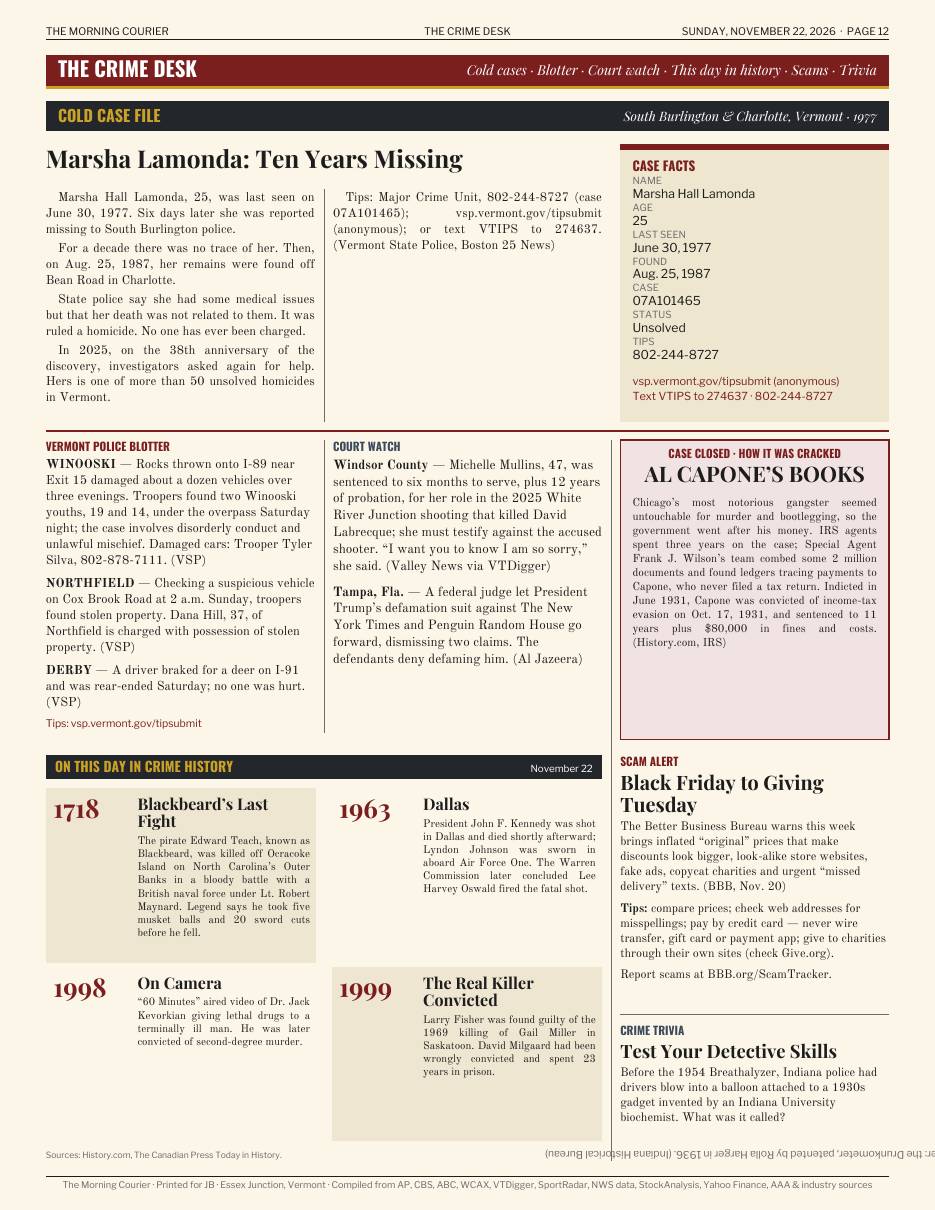 THE MORNING COURIER
THE CRIME DESK
SUNDAY, NOVEMBER 22, 2026 · PAGE 12
THE CRIME DESK
Cold cases · Blotter · Court watch · This day in history · Scams · Trivia
COLD CASE FILE
South Burlington & Charlotte, Vermont · 1977
Marsha Lamonda: Ten Years Missing
Marsha Hall Lamonda, 25, was last seen on
June 30, 1977. Six days later she was reported
missing to South Burlington police.
For a decade there was no trace of her. Then,
on Aug. 25, 1987, her remains were found off
Bean Road in Charlotte.
State police say she had some medical issues
but that her death was not related to them. It was
ruled a homicide. No one has ever been charged.
In 2025, on the 38th anniversary of the
discovery, investigators asked again for help.
Hers is one of more than 50 unsolved homicides
in Vermont.
Tips: Major Crime Unit, 802-244-8727 (case
07A101465); vsp.vermont.gov/tipsubmit
(anonymous); or text VTIPS to 274637.
(Vermont State Police, Boston 25 News)
CASE FACTS
NAME
Marsha Hall Lamonda
AGE
25
LAST SEEN
June 30, 1977
FOUND
Aug. 25, 1987
CASE
07A101465
STATUS
Unsolved
TIPS
802-244-8727
vsp.vermont.gov/tipsubmit (anonymous)
Text VTIPS to 274637 · 802-244-8727
VERMONT POLICE BLOTTER
WINOOSKI — Rocks thrown onto I-89 near
Exit 15 damaged about a dozen vehicles over
three evenings. Troopers found two Winooski
youths, 19 and 14, under the overpass Saturday
night; the case involves disorderly conduct and
unlawful mischief. Damaged cars: Trooper Tyler
Silva, 802-878-7111. (VSP)
NORTHFIELD — Checking a suspicious vehicle
on Cox Brook Road at 2 a.m. Sunday, troopers
found stolen property. Dana Hill, 37, of
Northfield is charged with possession of stolen
property. (VSP)
DERBY — A driver braked for a deer on I-91
and was rear-ended Saturday; no one was hurt.
(VSP)
Tips: vsp.vermont.gov/tipsubmit
COURT WATCH
Windsor County — Michelle Mullins, 47, was
sentenced to six months to serve, plus 12 years
of probation, for her role in the 2025 White
River Junction shooting that killed David
Labrecque; she must testify against the accused
shooter. “I want you to know I am so sorry,”
she said. (Valley News via VTDigger)
Tampa, Fla. — A federal judge let President
Trump’s defamation suit against The New
York Times and Penguin Random House go
forward, dismissing two claims. The
defendants deny defaming him. (Al Jazeera)
CASE CLOSED · HOW IT WAS CRACKED
AL CAPONE’S BOOKS
Chicago’s most notorious gangster seemed
untouchable for murder and bootlegging, so the
government went after his money. IRS agents
spent three years on the case; Special Agent
Frank J. Wilson’s team combed some 2 million
documents and found ledgers tracing payments to
Capone, who never filed a tax return. Indicted in
June 1931, Capone was convicted of income-tax
evasion on Oct. 17, 1931, and sentenced to 11
years plus $80,000 in fines and costs.
(History.com, IRS)
ON THIS DAY IN CRIME HISTORY
November 22
1718
Blackbeard’s Last
Fight
The pirate Edward Teach, known as
Blackbeard, was killed off Ocracoke
Island on North Carolina’s Outer
Banks in a bloody battle with a
British naval force under Lt. Robert
Maynard. Legend says he took five
musket balls and 20 sword cuts
before he fell.
1963
Dallas
President John F. Kennedy was shot
in Dallas and died shortly afterward;
Lyndon Johnson was sworn in
aboard Air Force One. The Warren
Commission later concluded Lee
Harvey Oswald fired the fatal shot.
1998
On Camera
“60 Minutes” aired video of Dr. Jack
Kevorkian giving lethal drugs to a
terminally ill man. He was later
convicted of second-degree murder.
1999
The Real Killer
Convicted
Larry Fisher was found guilty of the
1969 killing of Gail Miller in
Saskatoon. David Milgaard had been
wrongly convicted and spent 23
years in prison.
Sources: History.com, The Canadian Press Today in History.
SCAM ALERT
Black Friday to Giving
Tuesday
The Better Business Bureau warns this week
brings inflated “original” prices that make
discounts look bigger, look-alike store websites,
fake ads, copycat charities and urgent “missed
delivery” texts. (BBB, Nov. 20)
Tips: compare prices; check web addresses for
misspellings; pay by credit card — never wire
transfer, gift card or payment app; give to charities
through their own sites (check Give.org).
Report scams at BBB.org/ScamTracker.
CRIME TRIVIA
Test Your Detective Skills
Before the 1954 Breathalyzer, Indiana police had
drivers blow into a balloon attached to a 1930s
gadget invented by an Indiana University
biochemist. What was it called?
the Drunkometer, patented by Rolla Harger in 1936. (Indiana Historical Bureau)
The Morning Courier · Printed for JB · Essex Junction, Vermont · Compiled from AP, CBS, ABC, WCAX, VTDigger, SportRadar, NWS data, StockAnalysis, Yahoo Finance, AAA & industry sources